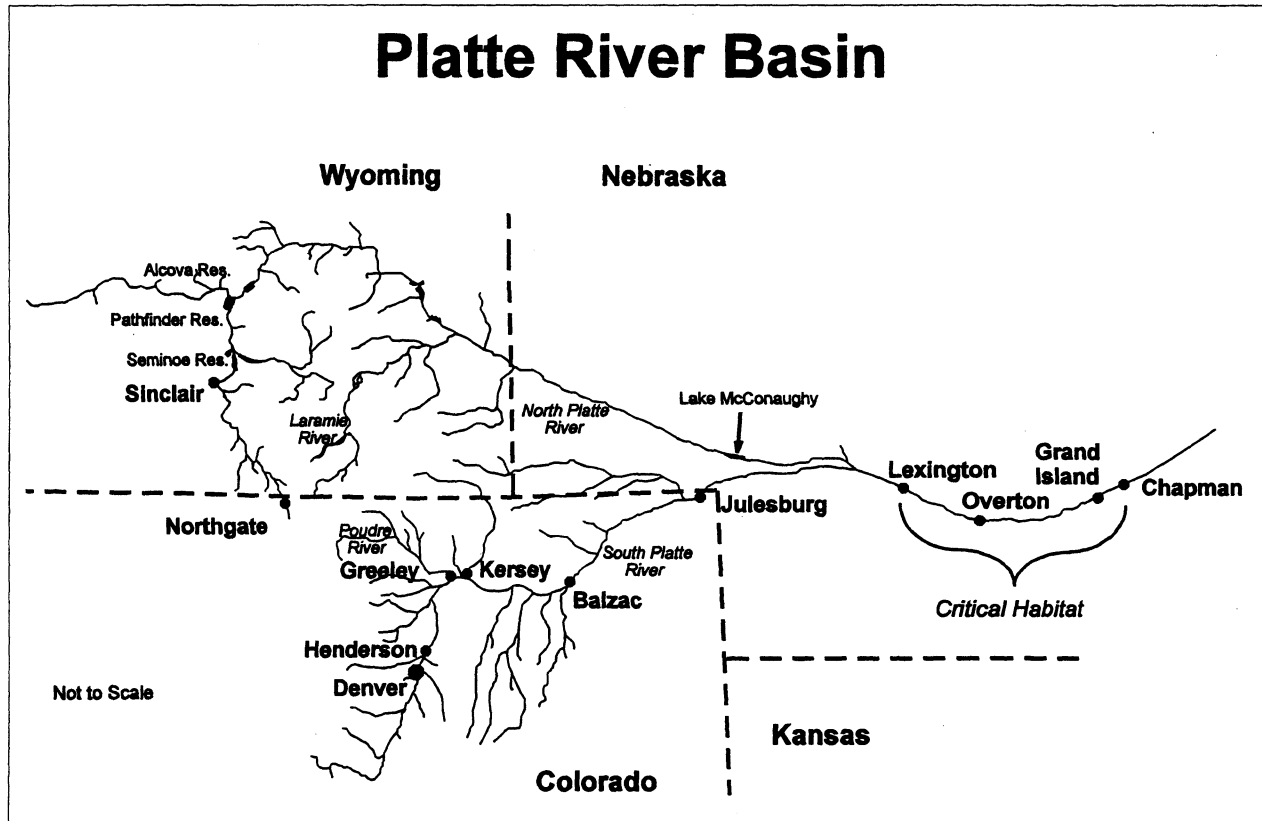 Platte River Basin
Wyoming
Nebraska
Alcova Res.
Pathfinder Res.
Seminoe Res.
Sinclair
Laramie
River
North Platte
River
Lake McConaughy
Lexington
Grand
Island
Overton
Chapman
Northgate
Julesburg
Poudre
River
Greeley
Kersey
South Platte
River
Balzac
Critical Habitat
Henderson
Denver
Not to Scale
Kansas
Colorado